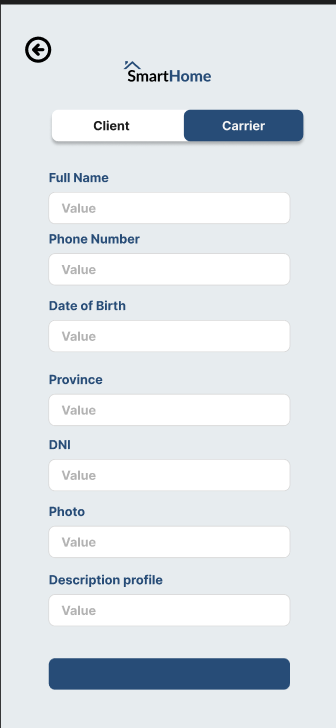 SmartHome
Client Carrier
Full Name
Value
Phone Number
Value
Date of Birth
Value
Province
Value
DNI
Value
Photo
Value
Description profile
Value